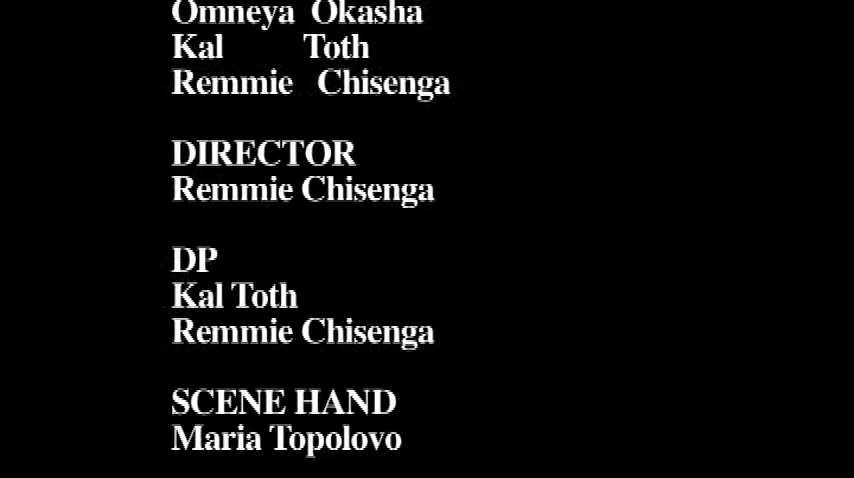 Omneya Okasha
Kal Toth
Remmie Chisenga
DIRECTOR
Remmie Chisenga
DP
Kal Toth
Remmie Chisenga
SCENE HAND
Maria Topolovo